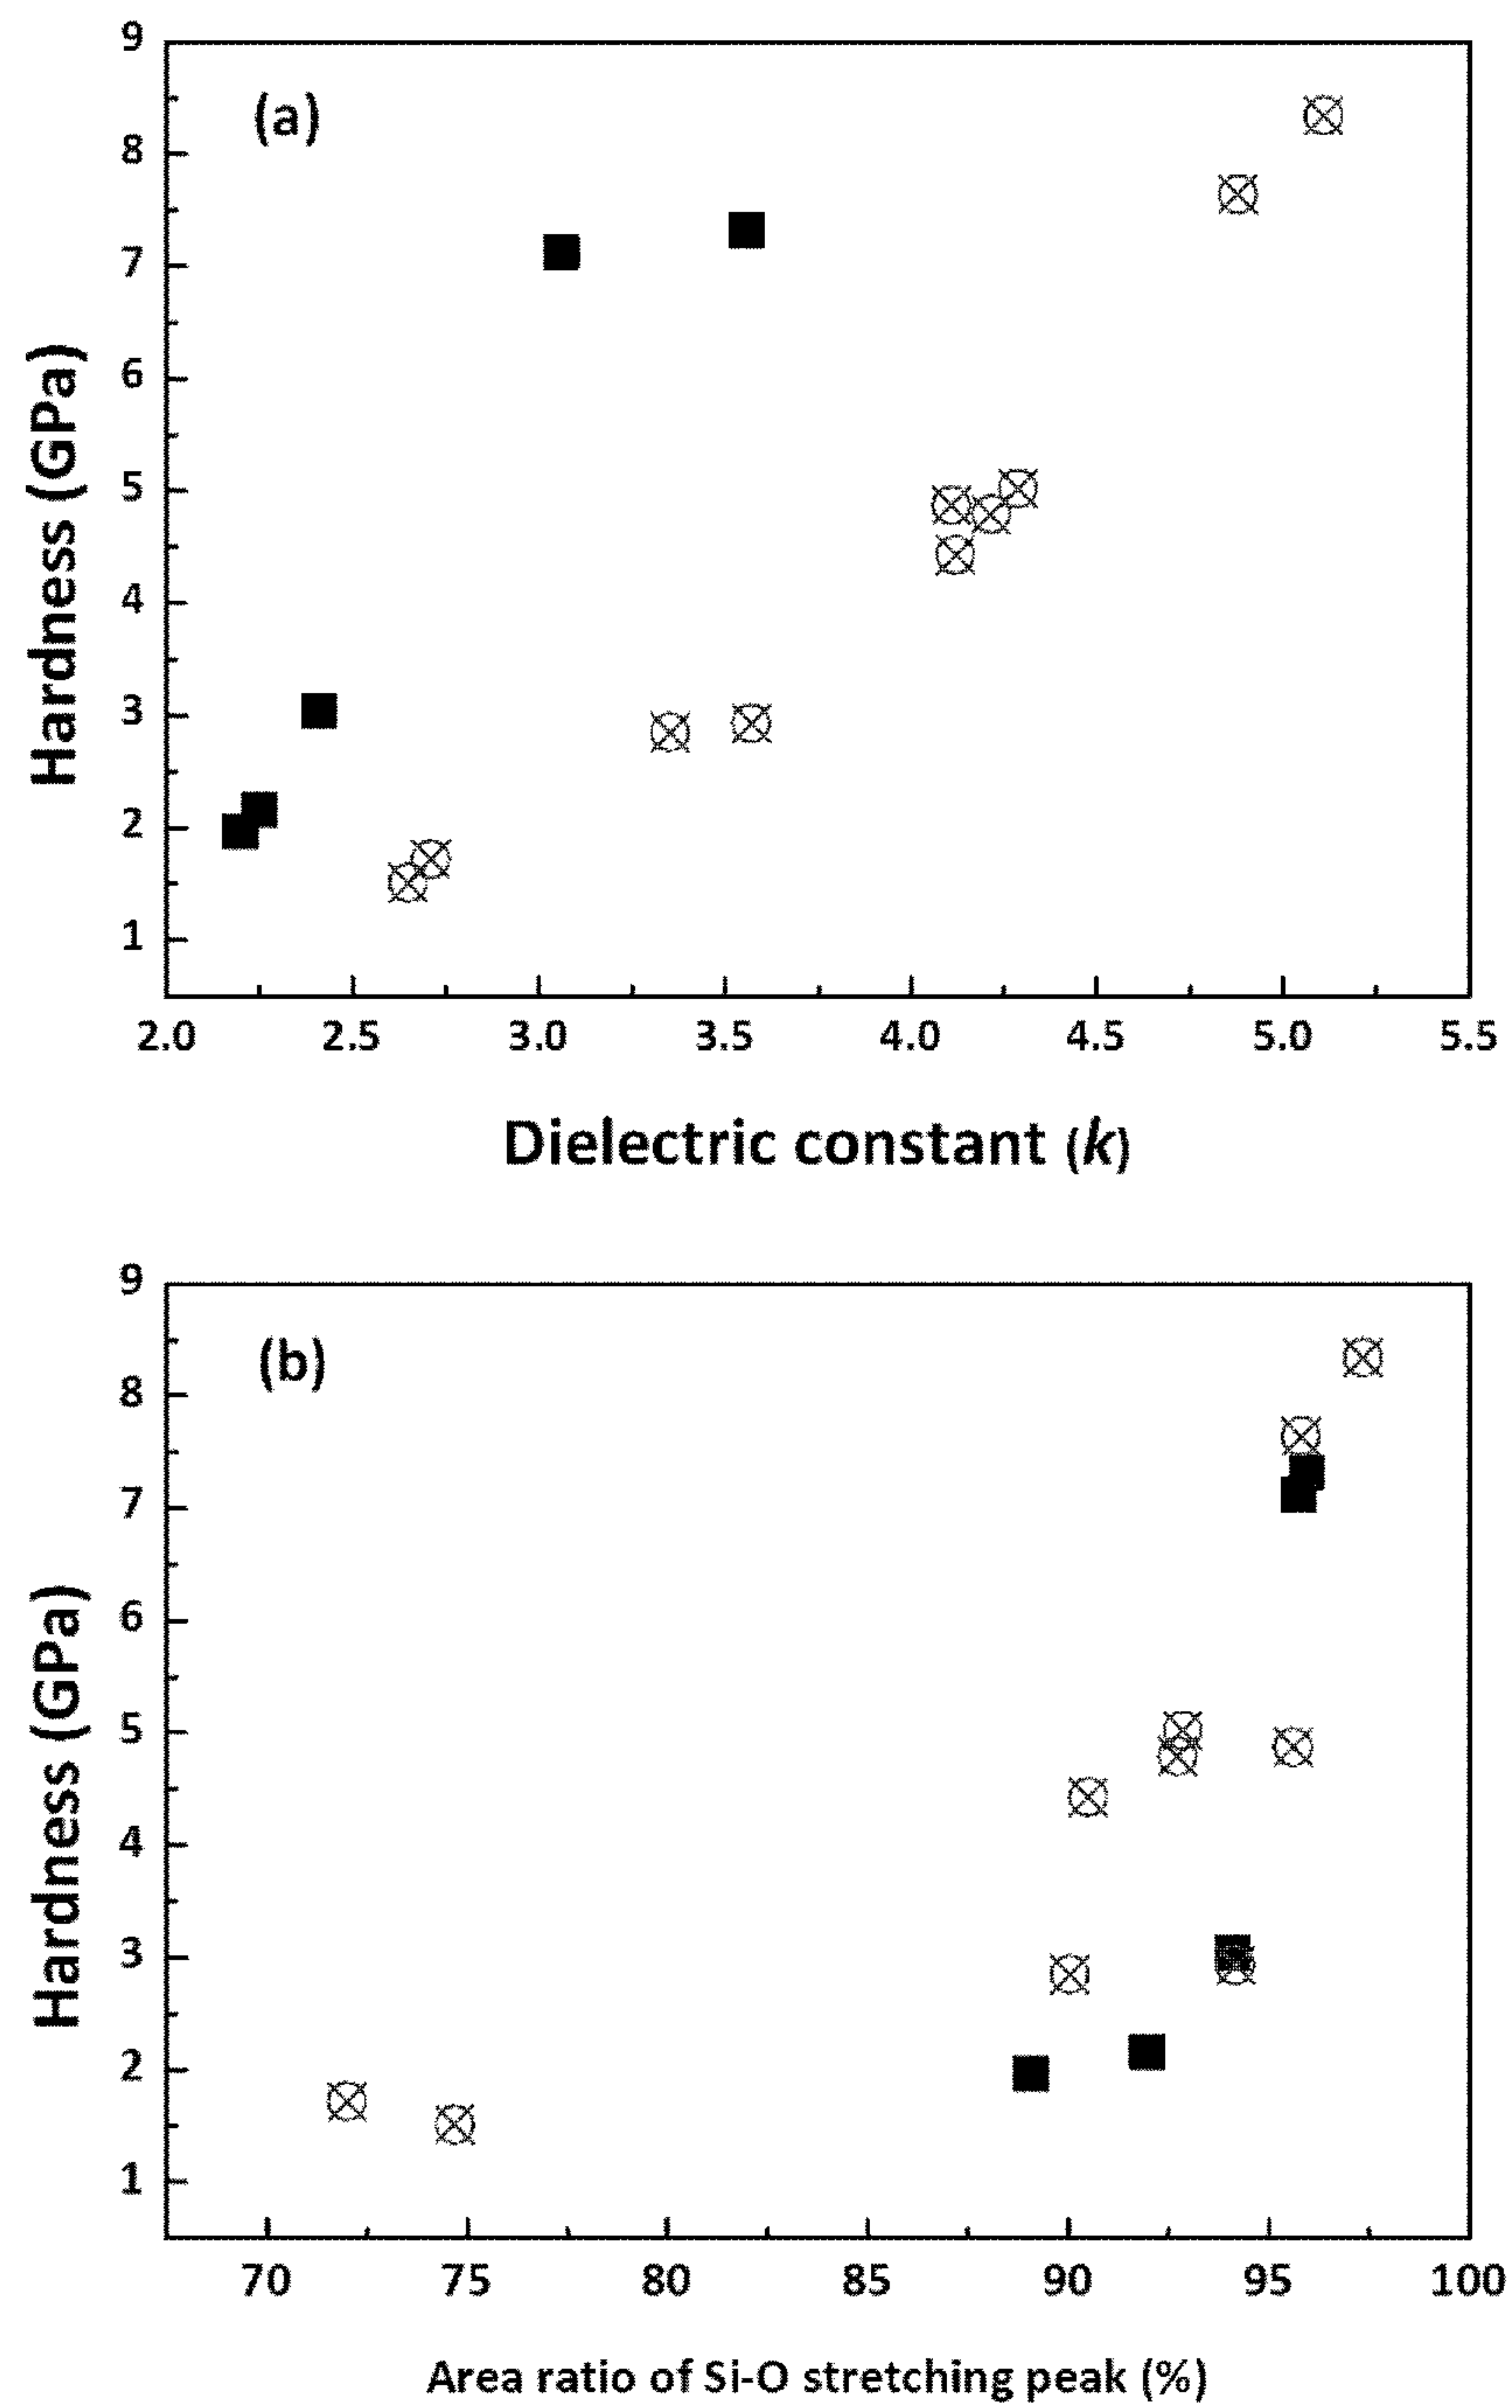 9
(a)
8
7
6
5
4
3
2
1
Hardness (GPa)
2.0 2.5 3.0 3.5 4.0 4.5 5.0 5.5
Dielectric constant (k)
9
(b)
8
7
6
5
4
3
2
1
Hardness (GPa)
70 75 80 85 90 95 100
Area ratio of Si-O stretching peak (%)